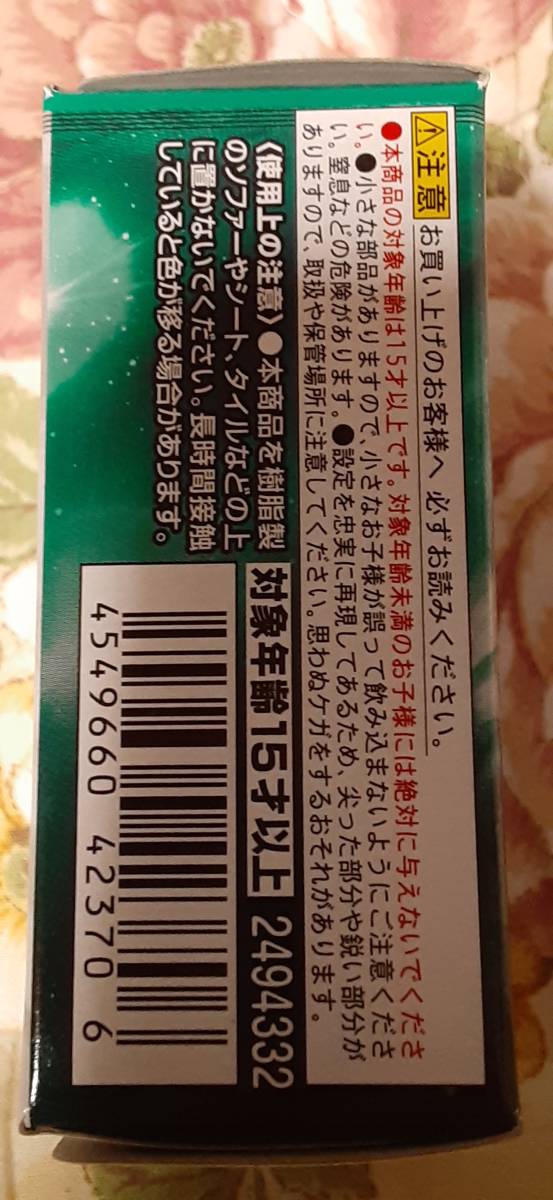 ⚠注意 お買い上げのお客様へ 必ずお読みください。
●本商品の対象年齢は15才以上です。対象年齢未満のお子様には絶対に与えないでくださ
い。●小さな部品がありますので、小さなお子様が誤って飲み込まないようにご注意くださ
い。窒息などの危険があります。●設定を忠実に再現してあるため、尖った部分や鋭い部分が
ありますので、取扱や保管場所に注意してください。思わぬケガをするおそれがあります。
〈使用上の注意〉●本商品を樹脂製
のソファーやシート、タイルなどの上
に置かないでください。長時間接触
していると色が移る場合があります。
対象年齢15才以上 2494332
4549660 423706